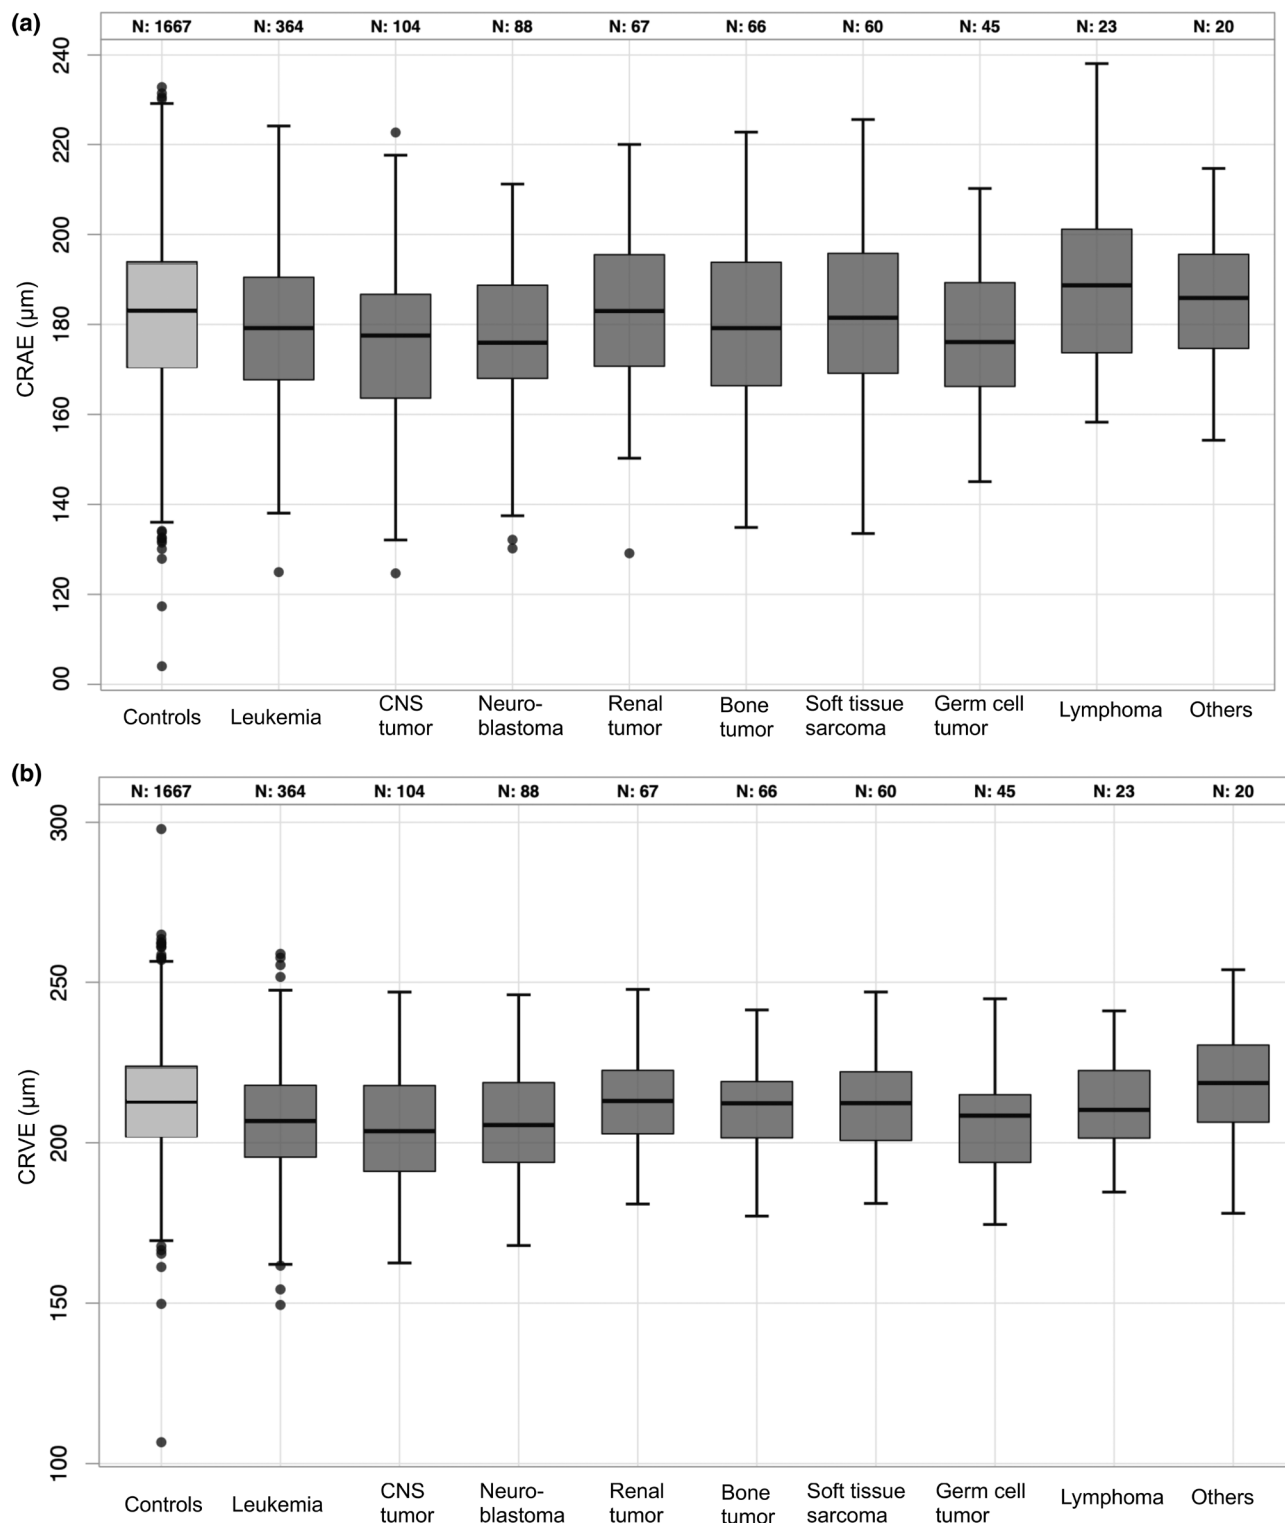 (a)
N: 1667 N: 364 N: 104 N: 88 N: 67 N: 66 N: 60 N: 45 N: 23 N: 20
240
220
200
180
160
140
120
00
CRAE (µm)
Controls Leukemia CNS tumor Neuro-blastoma Renal tumor Bone tumor Soft tissue sarcoma Germ cell tumor Lymphoma Others
(b)
N: 1667 N: 364 N: 104 N: 88 N: 67 N: 66 N: 60 N: 45 N: 23 N: 20
300
250
200
150
100
CRVE (µm)
Controls Leukemia CNS tumor Neuro-blastoma Renal tumor Bone tumor Soft tissue sarcoma Germ cell tumor Lymphoma Others